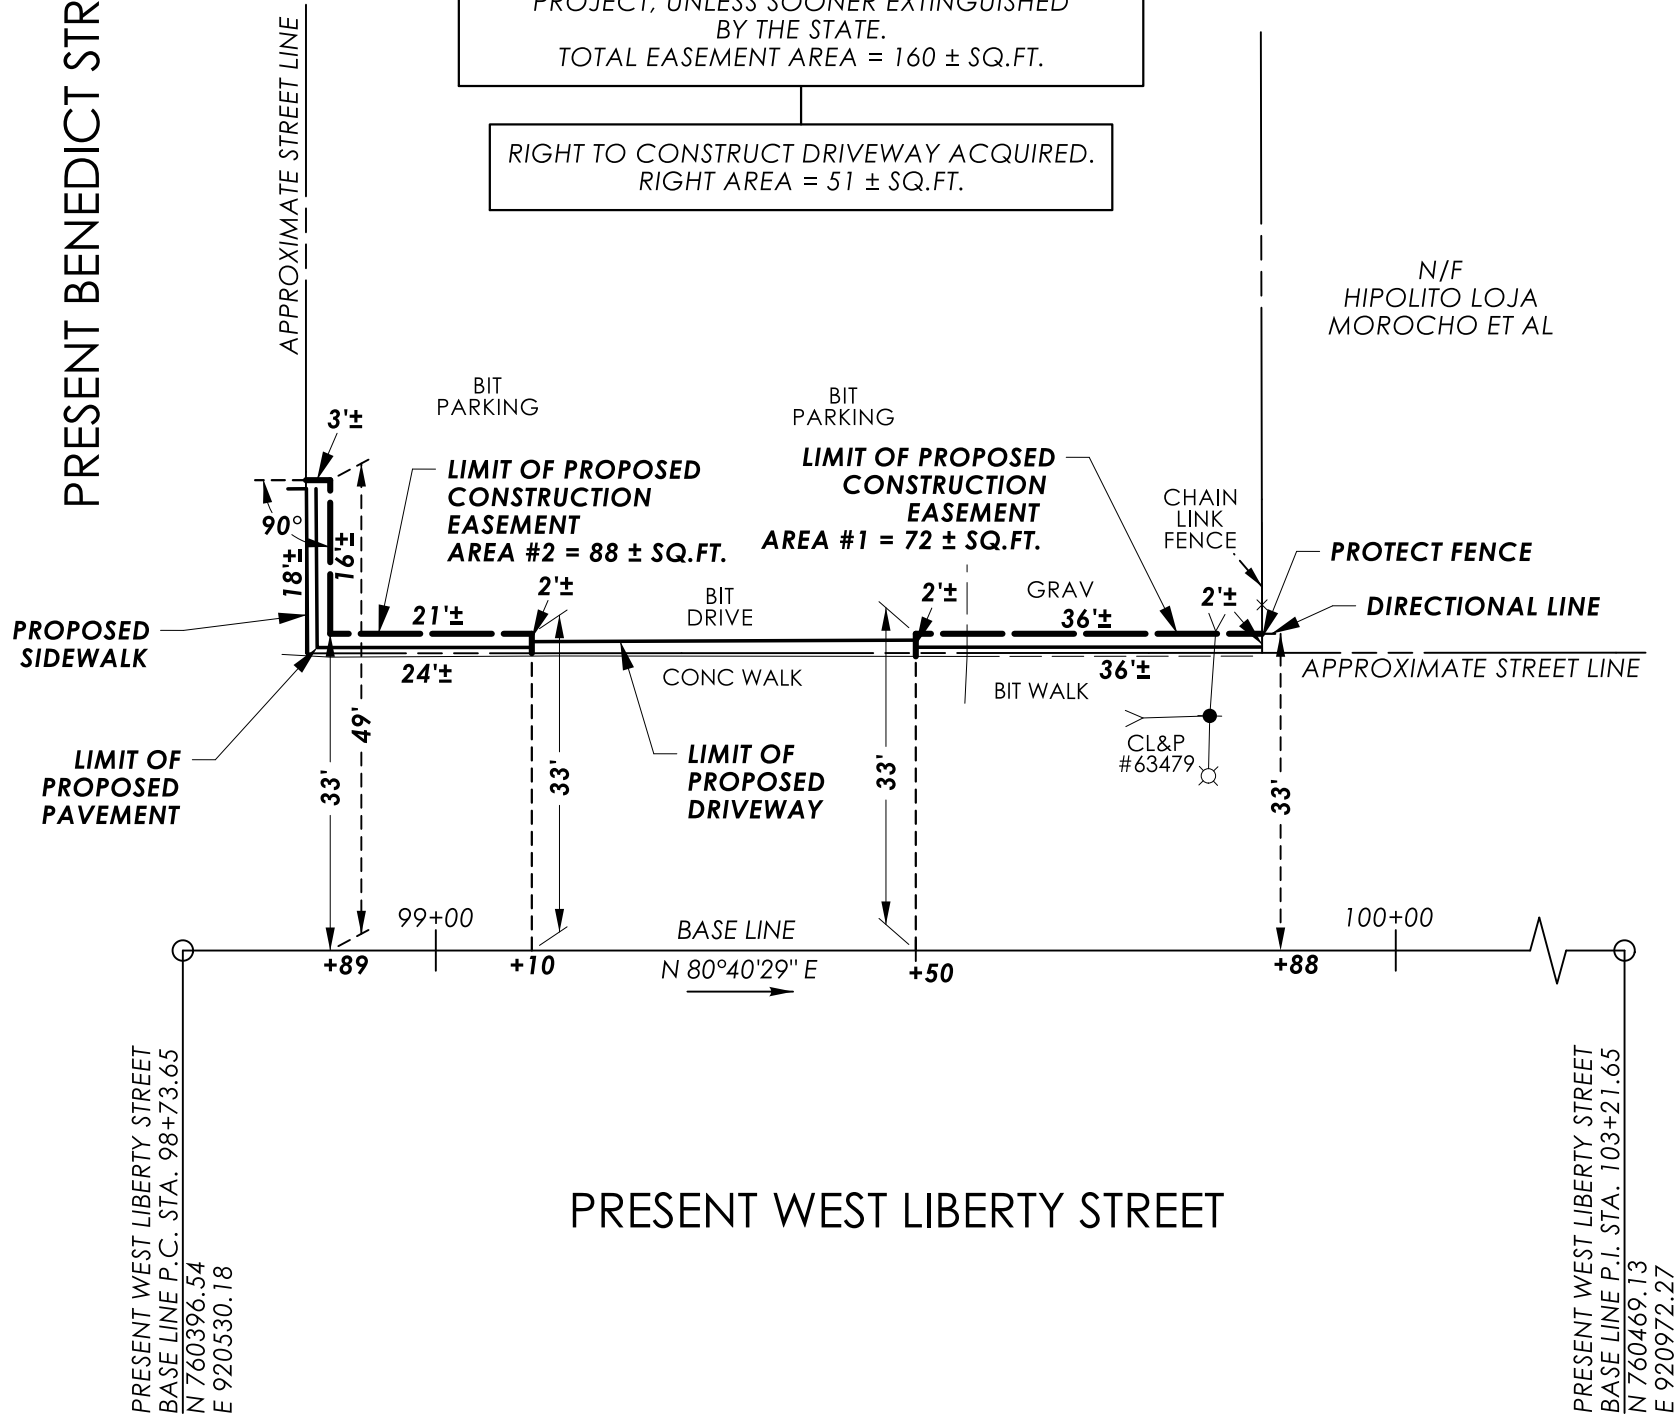 PROJECT, UNLESS SOONER EXTINGUISHED
BY THE STATE.
TOTAL EASEMENT AREA = 160 ± SQ.FT.
RIGHT TO CONSTRUCT DRIVEWAY ACQUIRED.
RIGHT AREA = 51 ± SQ.FT.
PRESENT BENEDICT STR
APPROXIMATE STREET LINE
N/F
HIPOLITO LOJA
MOROCHO ET AL
BIT
PARKING
BIT
PARKING
3'±
LIMIT OF PROPOSED
CONSTRUCTION
EASEMENT
AREA #2 = 88 ± SQ.FT.
LIMIT OF PROPOSED
CONSTRUCTION
EASEMENT
AREA #1 = 72 ± SQ.FT.
CHAIN
LINK
FENCE
PROTECT FENCE
DIRECTIONAL LINE
90°
18'±
16'±
2'±
BIT
DRIVE
2'±
GRAV
2'±
21'±
36'±
PROPOSED
SIDEWALK
24'±
CONC WALK
BIT WALK
36'±
APPROXIMATE STREET LINE
LIMIT OF
PROPOSED
PAVEMENT
33'
49'
33'
LIMIT OF
PROPOSED
DRIVEWAY
33'
CL&P
#63479
33'
99+00
BASE LINE
100+00
+89
+10
N 80°40'29" E
+50
+88
PRESENT WEST LIBERTY STREET
BASE LINE P.C. STA. 98+73.65
N 760396.54
E 920530.18
PRESENT WEST LIBERTY STREET
PRESENT WEST LIBERTY STREET
BASE LINE P.I. STA. 103+21.65
N 760469.13
E 920972.27